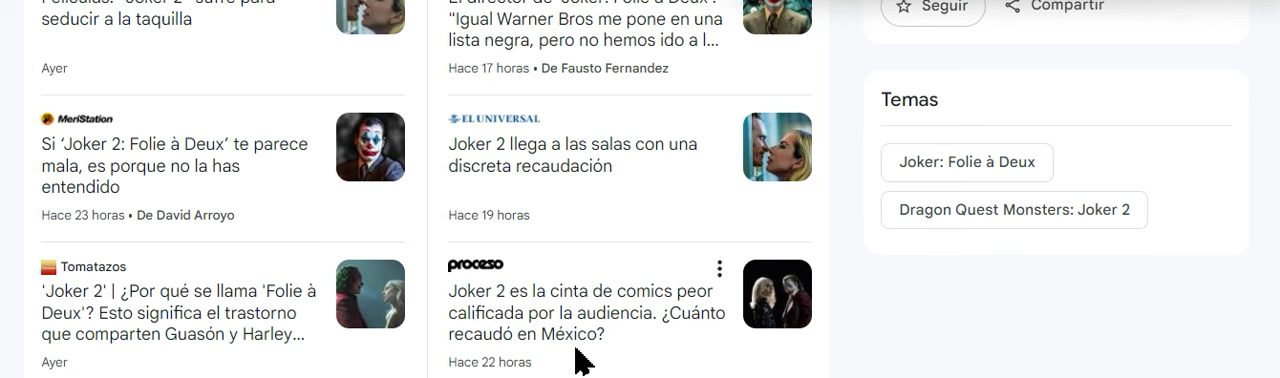 seducir a la taquilla
Ayer
MeriStation
Si ‘Joker 2: Folie à Deux’ te parece
mala, es porque no la has
entendido
Hace 23 horas • De David Arroyo
Tomatazos
'Joker 2' | ¿Por qué se llama 'Folie à
Deux'? Esto significa el trastorno
que comparten Guasón y Harley...
Ayer
"Igual Warner Bros me pone en una
lista negra, pero no hemos ido a l...
Hace 17 horas • De Fausto Fernandez
EL UNIVERSAL
Joker 2 llega a las salas con una
discreta recaudación
Hace 19 horas
proceso
Joker 2 es la cinta de comics peor
calificada por la audiencia. ¿Cuánto
recaudó en México?
Hace 22 horas
Seguir
Compartir
Temas
Joker: Folie à Deux
Dragon Quest Monsters: Joker 2